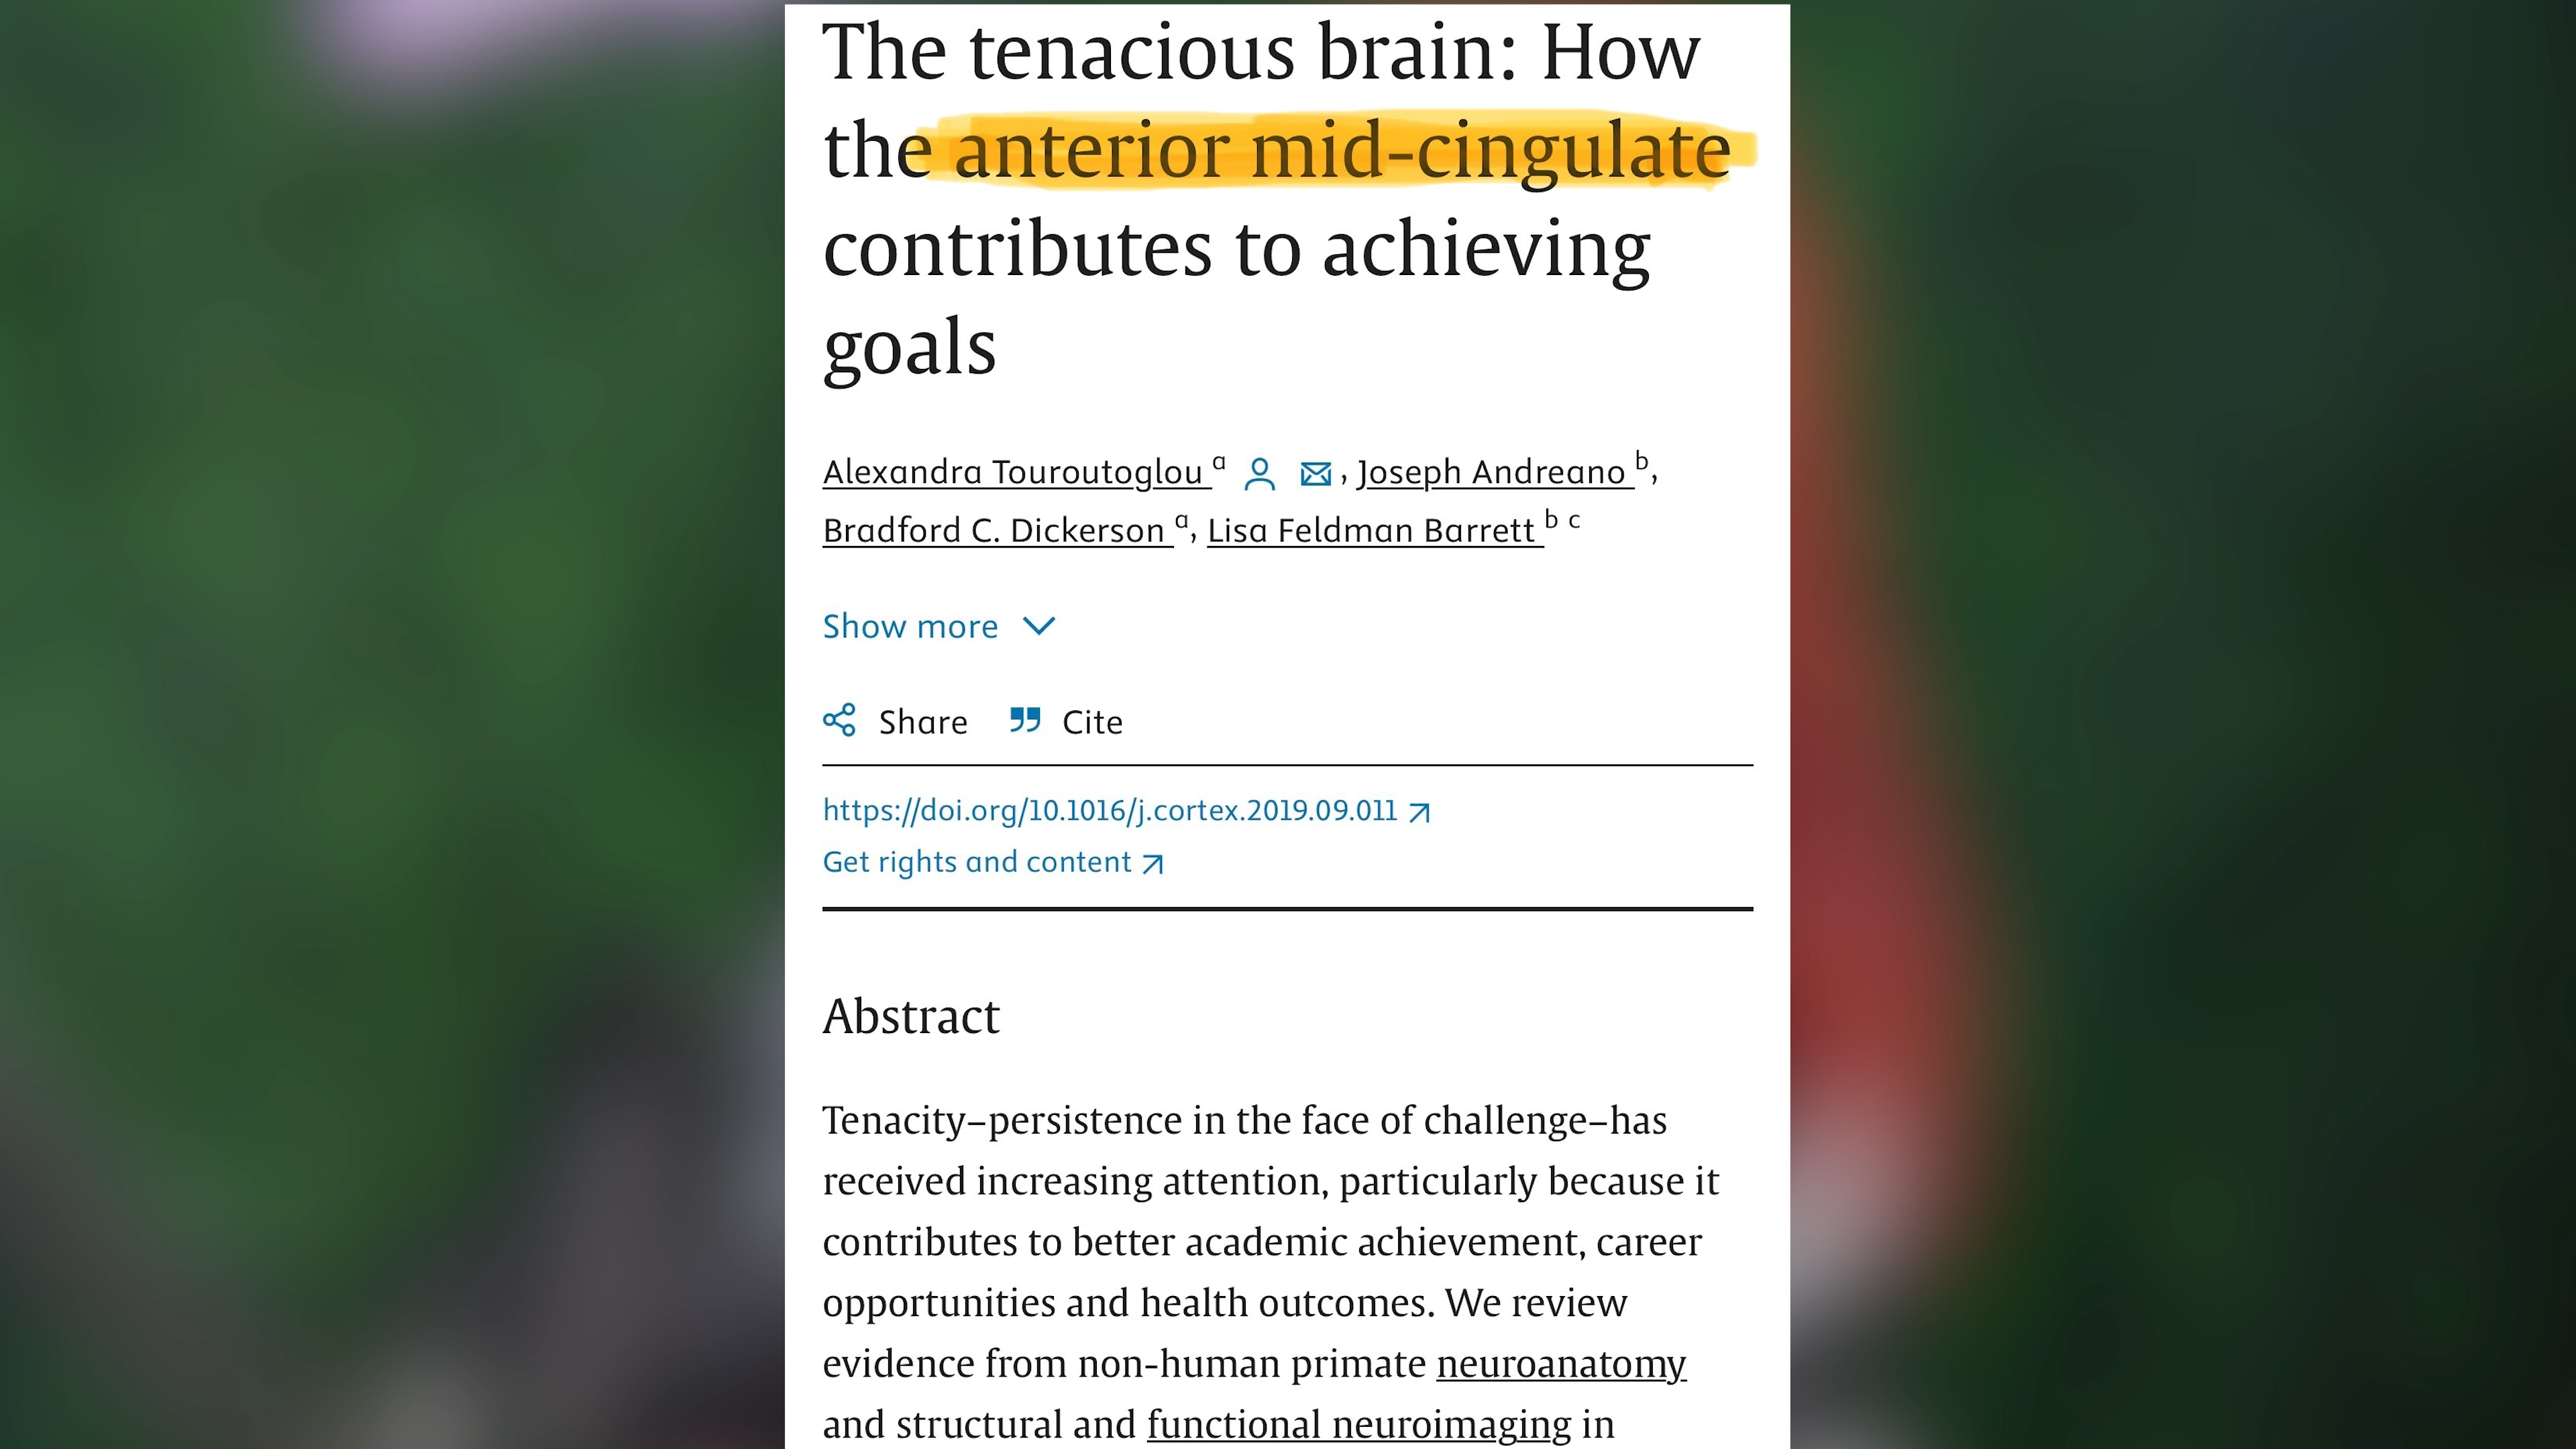 The tenacious brain: How
the anterior mid-cingulate
contributes to achieving
goals
Alexandra Touroutoglou a , Joseph Andreano b,
Bradford C. Dickerson a, Lisa Feldman Barrett b c
Show more
Share Cite
https://doi.org/10.1016/j.cortex.2019.09.011
Get rights and content
Abstract
Tenacity–persistence in the face of challenge–has
received increasing attention, particularly because it
contributes to better academic achievement, career
opportunities and health outcomes. We review
evidence from non-human primate neuroanatomy
and structural and functional neuroimaging in